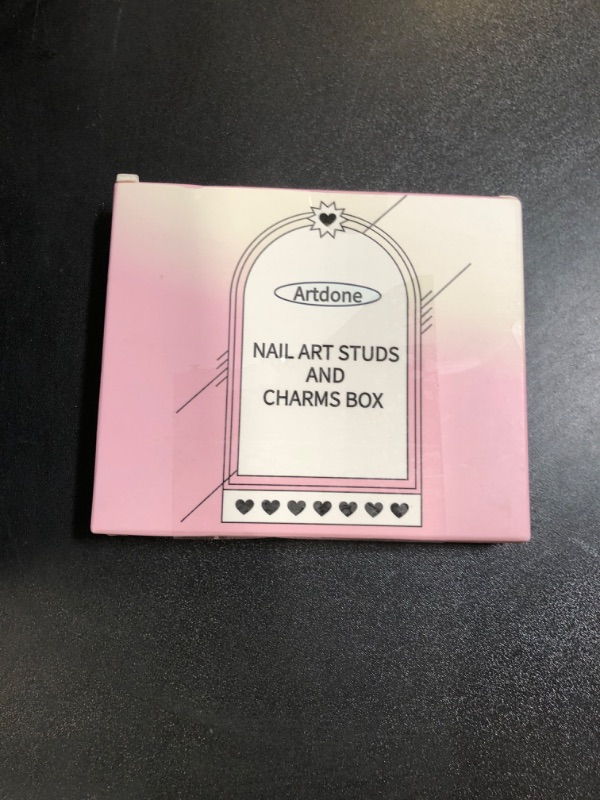 Artdone
NAIL ART STUDS
AND
CHARMS BOX